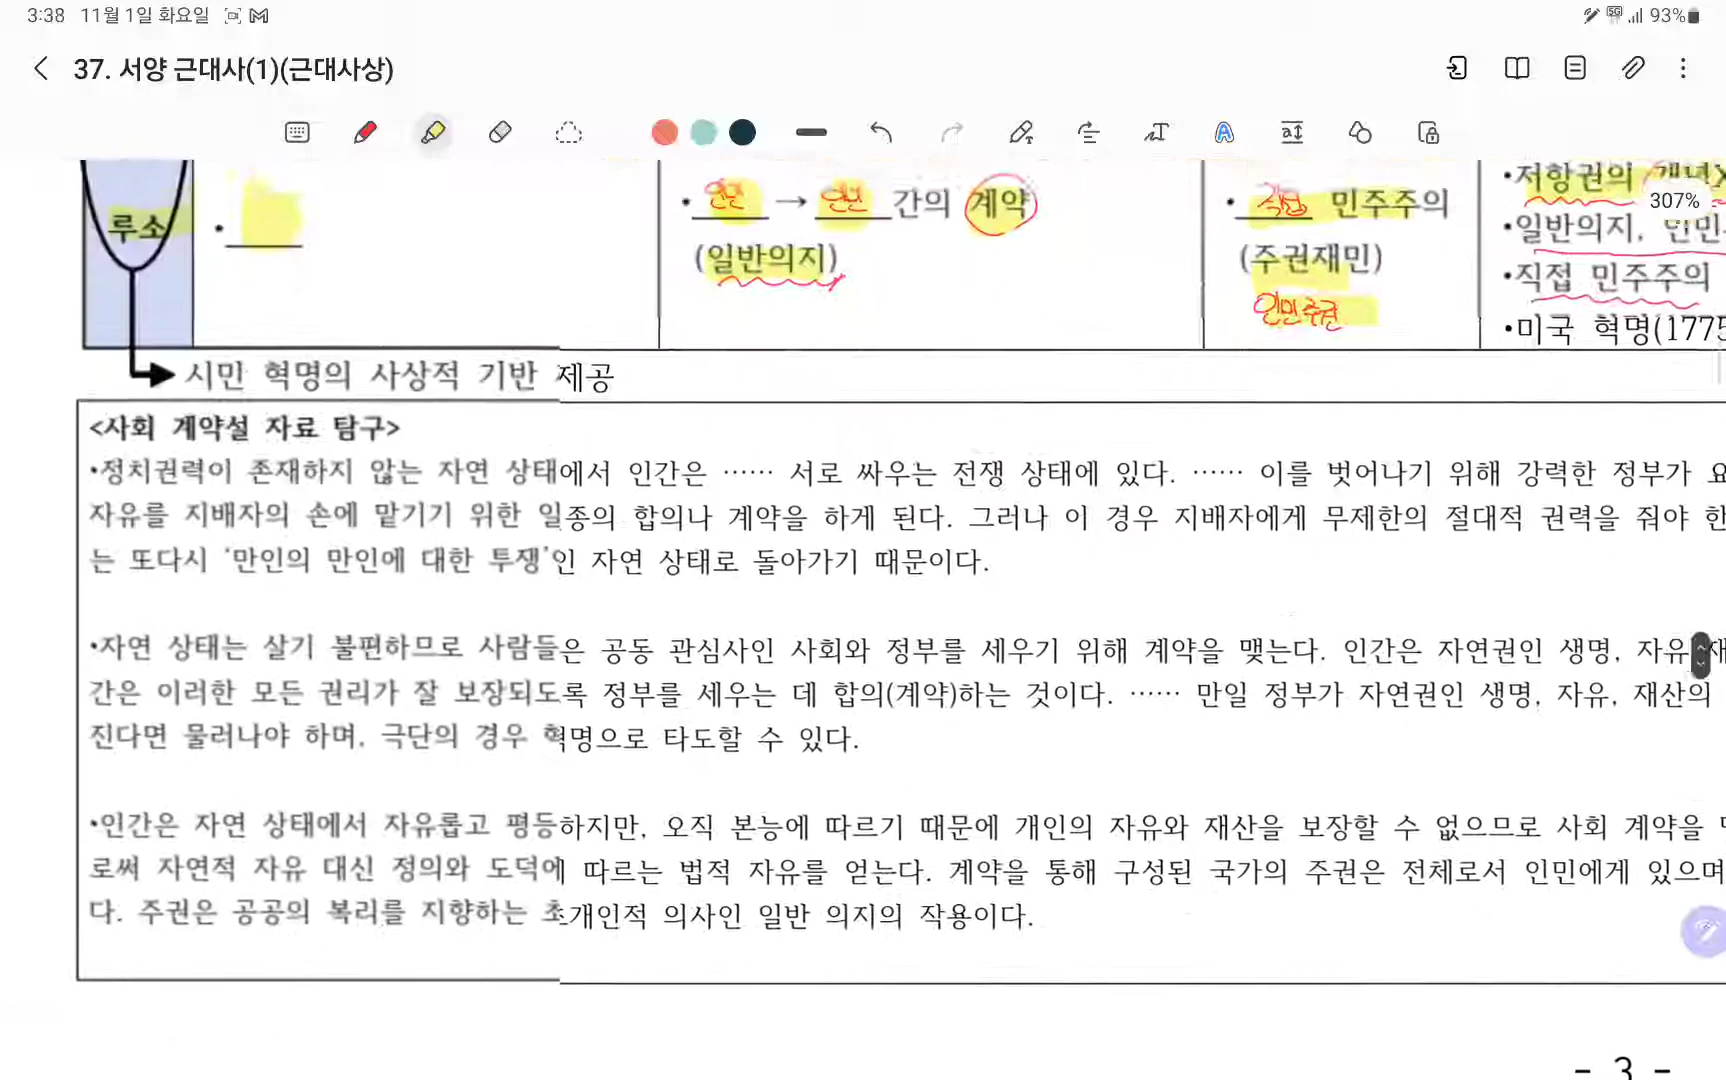 3:38 11월 1일 화요일
5G 93%
37. 서양 근대사(1)(근대사상)
루소
•
• 인민 → 인민 간의 계약
(일반의지)
• 직접 민주주의
(주권재민)
인민주권
•저항권의 개념
307%
•일반의지, 인민
•직접 민주주의
•미국 혁명(1775
시민 혁명의 사상적 기반 제공
<사회 계약설 자료 탐구>
•정치권력이 존재하지 않는 자연 상태에서 인간은 …… 서로 싸우는 전쟁 상태에 있다. …… 이를 벗어나기 위해 강력한 정부가
자유를 지배자의 손에 맡기기 위한 일종의 합의나 계약을 하게 된다. 그러나 이 경우 지배자에게 무제한의 절대적 권력을 줘야 한
는 또다시 '만인의 만인에 대한 투쟁'인 자연 상태로 돌아가기 때문이다.
•자연 상태는 살기 불편하므로 사람들은 공동 관심사인 사회와 정부를 세우기 위해 계약을 맺는다. 인간은 자연권인 생명, 자유
간은 이러한 모든 권리가 잘 보장되도록 정부를 세우는 데 합의(계약)하는 것이다. …… 만일 정부가 자연권인 생명, 자유, 재산의
진다면 물러나야 하며, 극단의 경우 혁명으로 타도할 수 있다.
•인간은 자연 상태에서 자유롭고 평등하지만, 오직 본능에 따르기 때문에 개인의 자유와 재산을 보장할 수 없으므로 사회 계약을
로써 자연적 자유 대신 정의와 도덕에 따르는 법적 자유를 얻는다. 계약을 통해 구성된 국가의 주권은 전체로서 인민에게 있으며
다. 주권은 공공의 복리를 지향하는 초개인적 의사인 일반 의지의 작용이다.
- 3 -